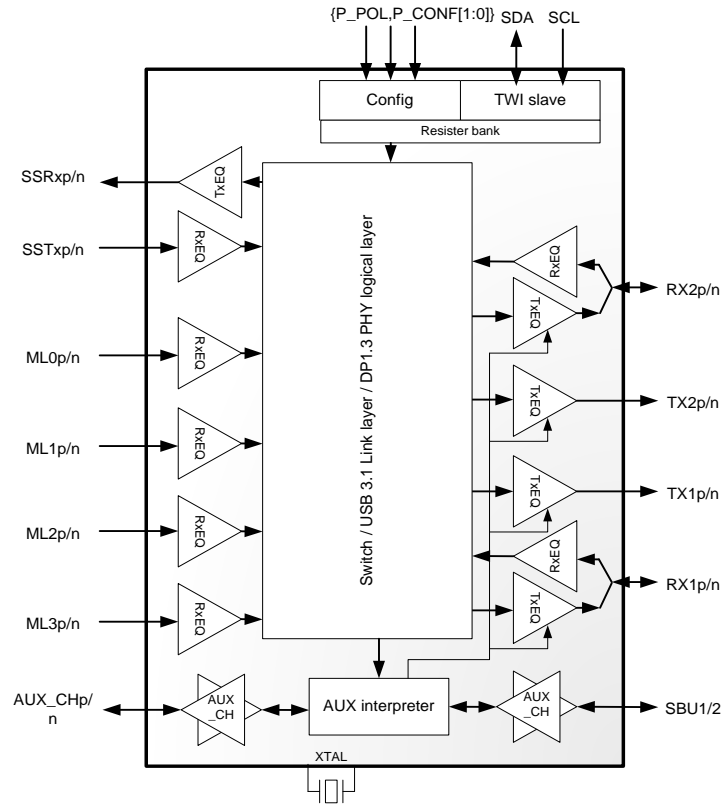 {P_POL,P_CONF[1:0]}
SDA
SCL
Config
TWI slave
Resister bank
SSRxp/n
TxEQ
SSTxp/n
RxEQ
RxEQ
RX2p/n
TxEQ
ML0p/n
RxEQ
Switch / USB 3.1 Link layer / DP1.3 PHY logical layer
TxEQ
TX2p/n
ML1p/n
RxEQ
TxEQ
TX1p/n
ML2p/n
RxEQ
RxEQ
RX1p/n
TxEQ
ML3p/n
RxEQ
AUX_CHp/
n
AUX
_CH
AUX interpreter
AUX
_CH
SBU1/2
XTAL